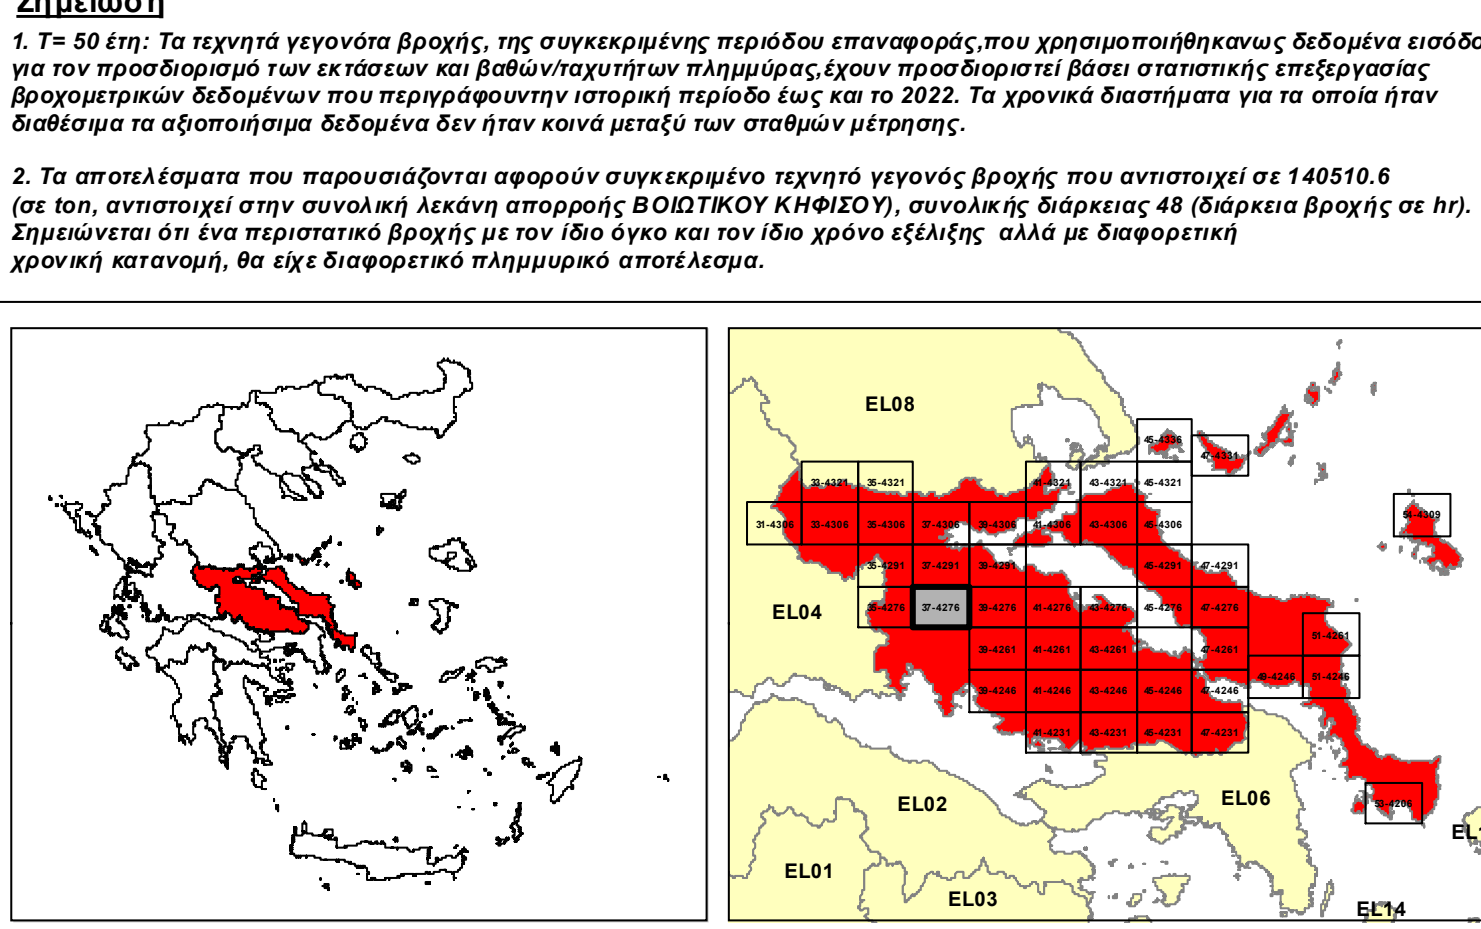 Σημείωση
1. Τ= 50 έτη: Τα τεχνητά γεγονότα βροχής, της συγκεκριμένης περιόδου επαναφοράς,που χρησιμοποιήθηκανως δεδομένα εισόδο
για τον προσδιορισμό των εκτάσεων και βαθών/ταχυτήτων πλημμύρας,έχουν προσδιοριστεί βάσει στατιστικής επεξεργασίας
βροχομετρικών δεδομένων που περιγράφουντην ιστορική περίοδο έως και το 2022. Τα χρονικά διαστήματα για τα οποία ήταν
διαθέσιμα τα αξιοποιήσιμα δεδομένα δεν ήταν κοινά μεταξύ των σταθμών μέτρησης.
2. Τα αποτελέσματα που παρουσιάζονται αφορούν συγκεκριμένο τεχνητό γεγονός βροχής που αντιστοιχεί σε 140510.6
(σε ton, αντιστοιχεί στην συνολική λεκάνη απορροής ΒΟΙΩΤΙΚΟΥ ΚΗΦΙΣΟΥ), συνολικής διάρκειας 48 (διάρκεια βροχής σε hr).
Σημειώνεται ότι ένα περιστατικό βροχής με τον ίδιο όγκο και τον ίδιο χρόνο εξέλιξης αλλά με διαφορετική
χρονική κατανομή, θα είχε διαφορετικό πλημμυρικό αποτέλεσμα.
EL08
45-4336
47-4331
33-4321 35-4321 41-4321 43-4321 45-4321
31-4306 33-4306 35-4306 37-4306 39-4306 41-4306 43-4306 45-4306
54-4309
35-4291 37-4291 39-4291 45-4291 47-4291
EL04
35-4276 37-4276 39-4276 41-4276 43-4276 45-4276 47-4276
39-4261 41-4261 43-4261 47-4261 51-4261
39-4246 41-4246 43-4246 45-4246 47-4246 49-4246 51-4246
41-4231 43-4231 45-4231 47-4231
EL02
EL06
53-4206
EL01
EL03
EL14